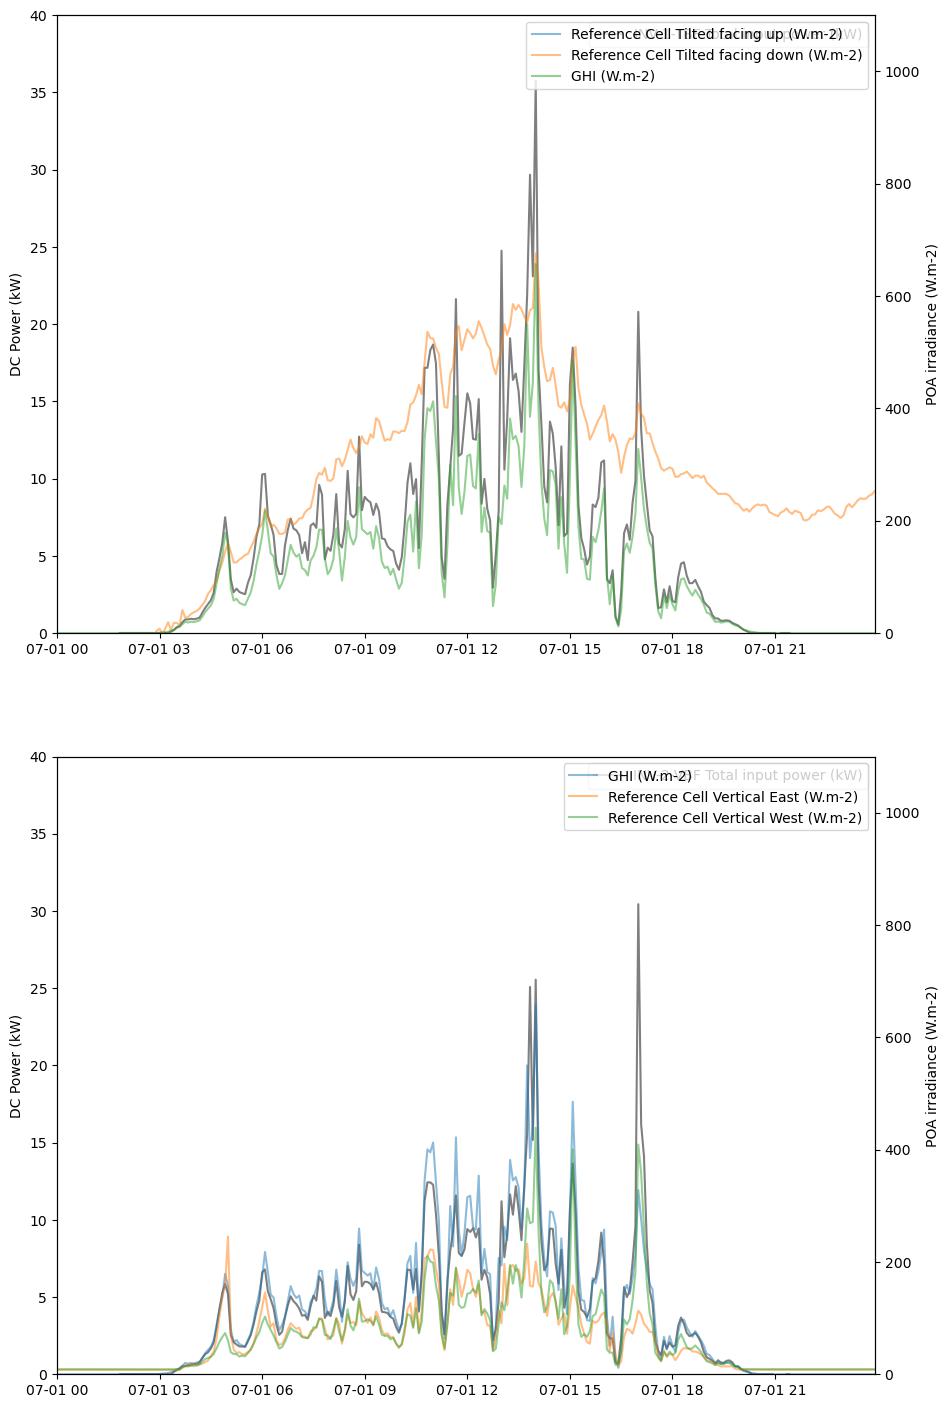 40
35
30
25
20
15
10
5
0
DC Power (kW)
Reference Cell Tilted facing up (W.m-2)
Reference Cell Tilted facing down (W.m-2)
GHI (W.m-2)
1000
800
600
400
200
0
POA irradiance (W.m-2)
07-01 00 07-01 03 07-01 06 07-01 09 07-01 12 07-01 15 07-01 18 07-01 21
40
35
30
25
20
15
10
5
0
DC Power (kW)
GHI (W.m-2)
Total input power (kW)
Reference Cell Vertical East (W.m-2)
Reference Cell Vertical West (W.m-2)
1000
800
600
400
200
0
POA irradiance (W.m-2)
07-01 00 07-01 03 07-01 06 07-01 09 07-01 12 07-01 15 07-01 18 07-01 21